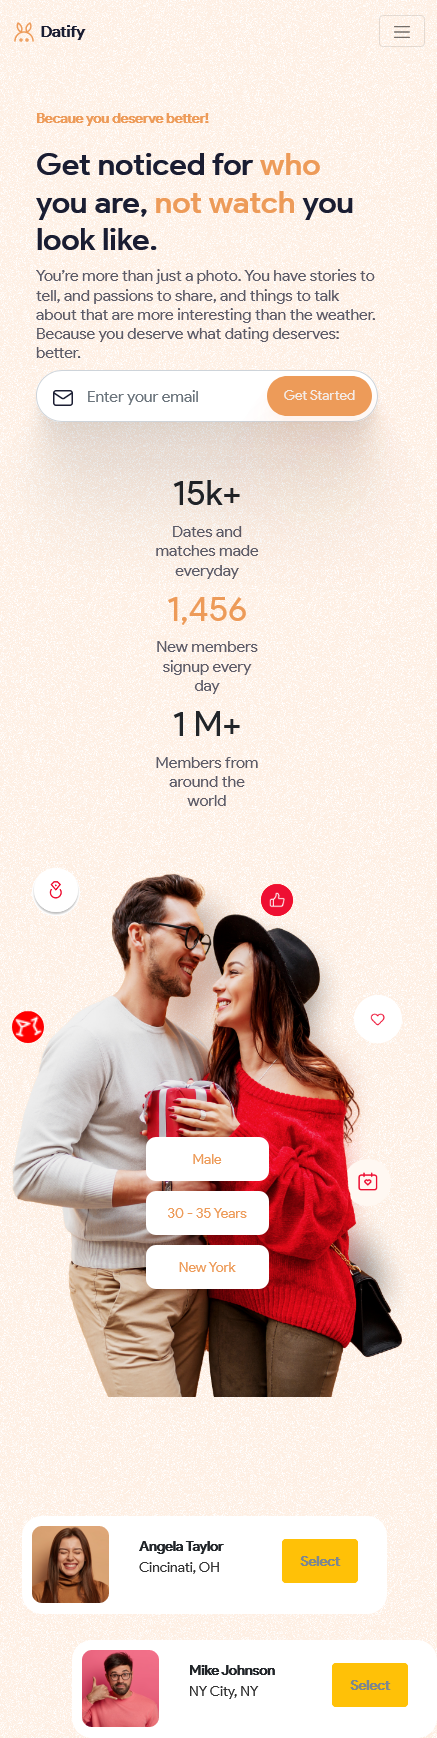 Datify
Becaue you deserve better!
Get noticed for who
you are, not watch you
look like.
You’re more than just a photo. You have stories to
tell, and passions to share, and things to talk
about that are more interesting than the weather.
Because you deserve what dating deserves:
better.
Enter your email
Get Started
15k+
Dates and
matches made
everyday
1,456
New members
signup every
day
1 M+
Members from
around the
world
Male
30 - 35 Years
New York
Angela Taylor
Cincinati, OH
Select
Mike Johnson
NY City, NY
Select